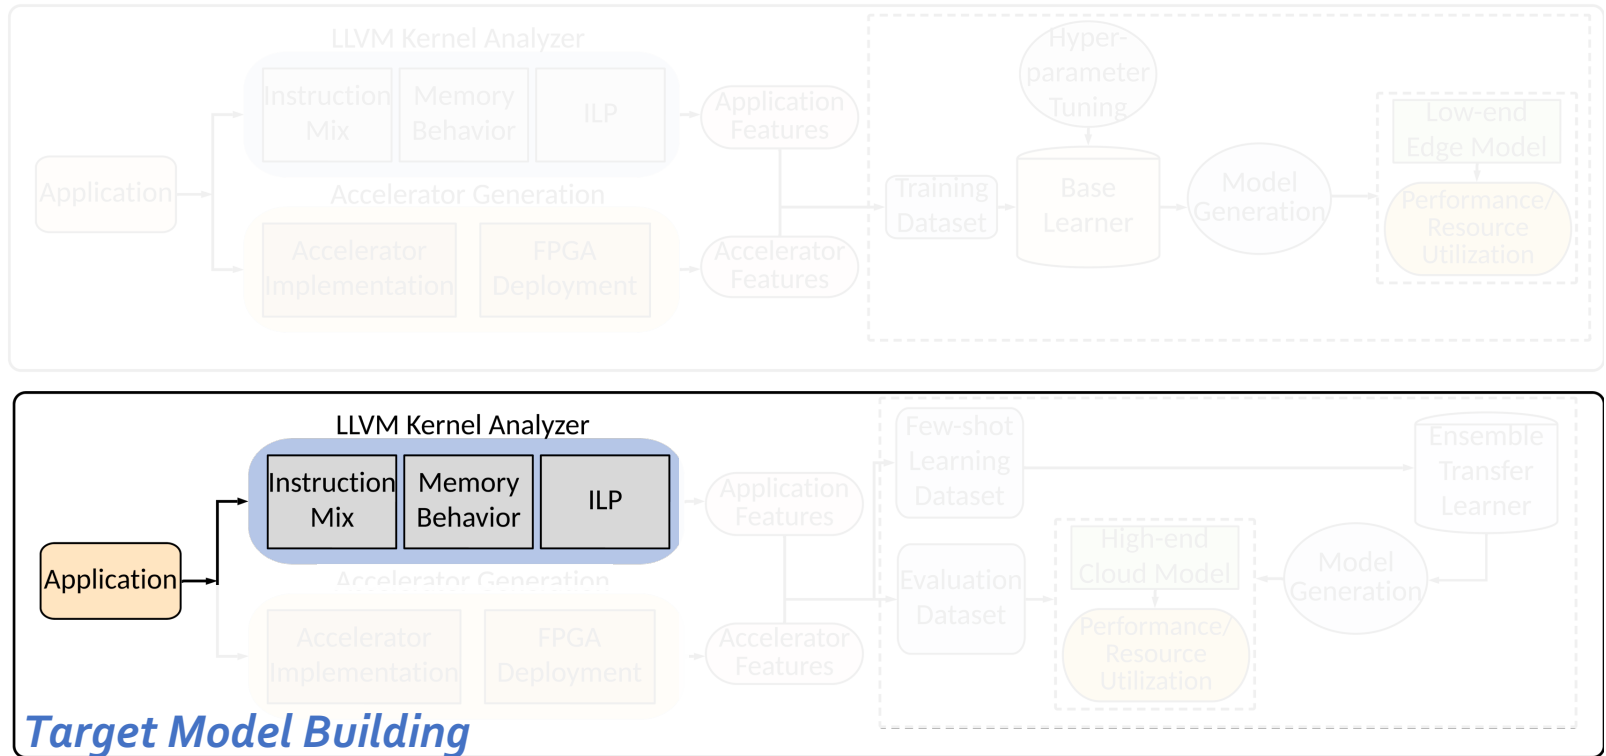 LLVM Kernel Analyzer
Instruction
Mix
Memory
Behavior
ILP
Application
Features
Application
Accelerator Generation
Accelerator
Implementation
FPGA
Deployment
Accelerator
Features
Hyper-
parameter
Tuning
Training
Dataset
Base
Learner
Model
Generation
Low-end
Edge Model
Performance/
Resource
Utilization
LLVM Kernel Analyzer
Instruction
Mix
Memory
Behavior
ILP
Application
Features
Application
Accelerator Generation
Accelerator
Implementation
FPGA
Deployment
Accelerator
Features
Few-shot
Learning
Dataset
Evaluation
Dataset
High-end
Cloud Model
Performance/
Resource
Utilization
Model
Generation
Ensemble
Transfer
Learner
Target Model Building